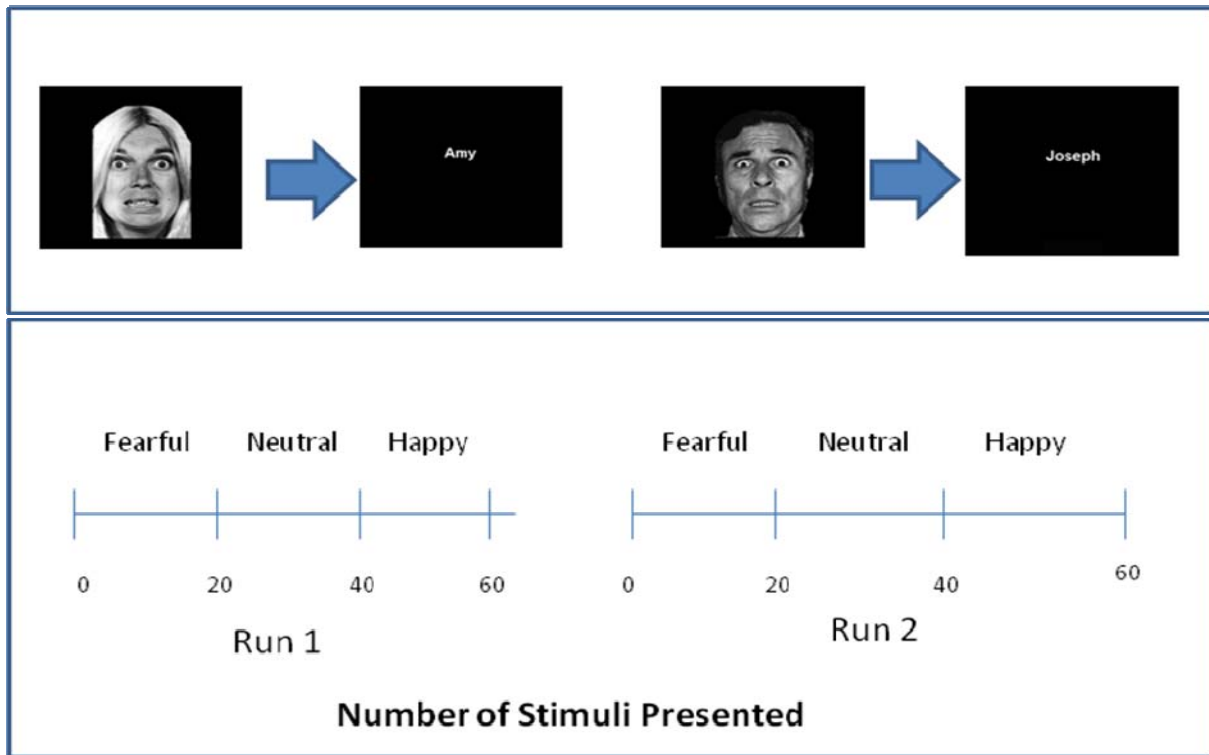 Amy
Joseph
Fearful Neutral Happy
Fearful Neutral Happy
0 20 40 60
0 20 40 60
Run 1
Run 2
Number of Stimuli Presented